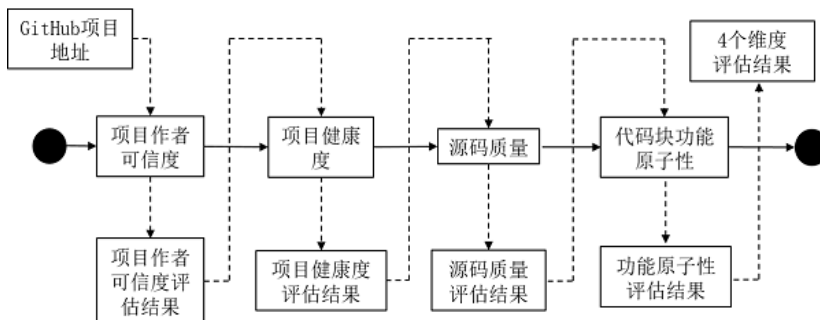 GitHub项目
地址
4个维度
评估结果
项目作者
可信度
项目健康
度
源码质量
代码块功能
原子性
项目作者
可信度评
估结果
项目健康度
评估结果
源码质量
评估结果
功能原子性
评估结果